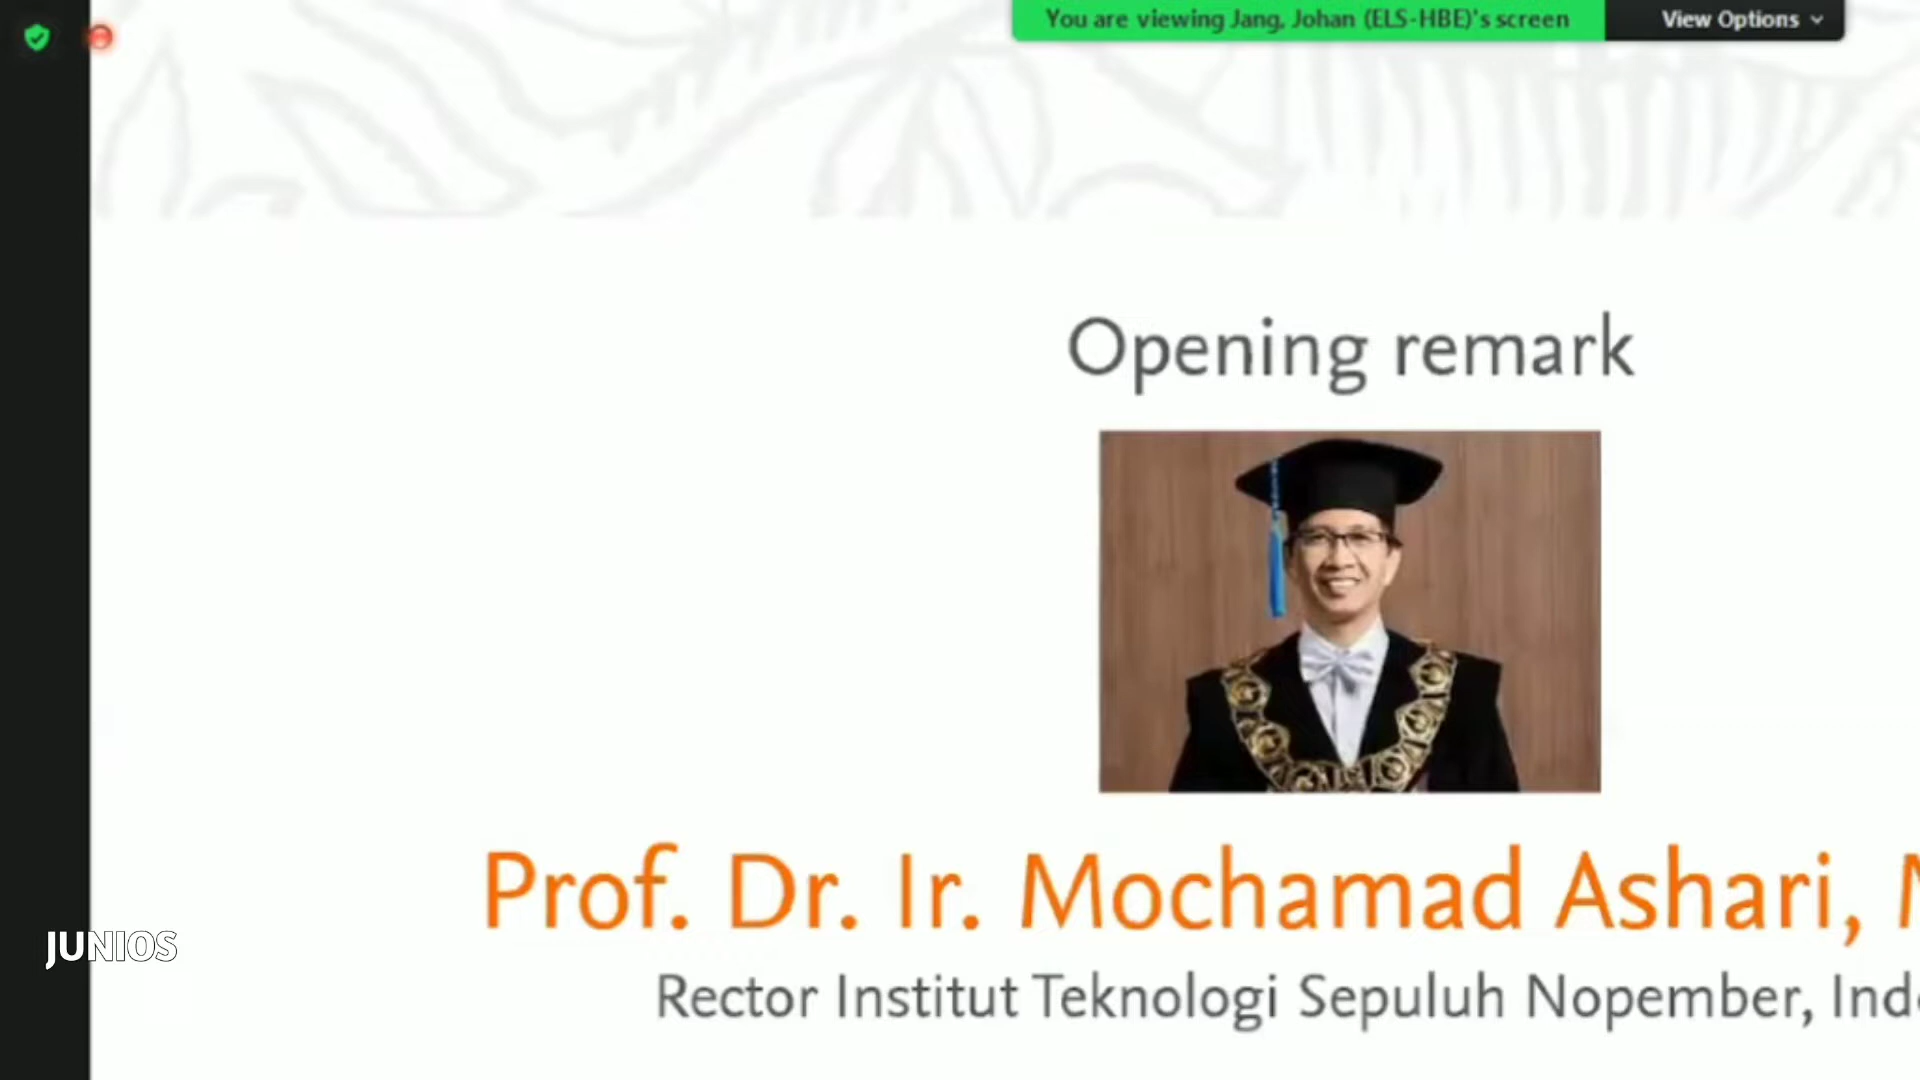 You are viewing Jang, Johan (ELS-HBE)'s screen
View Options
Opening remark
Prof. Dr. Ir. Mochamad Ashari,
JUNIOS
Rector Institut Teknologi Sepuluh Nopember,